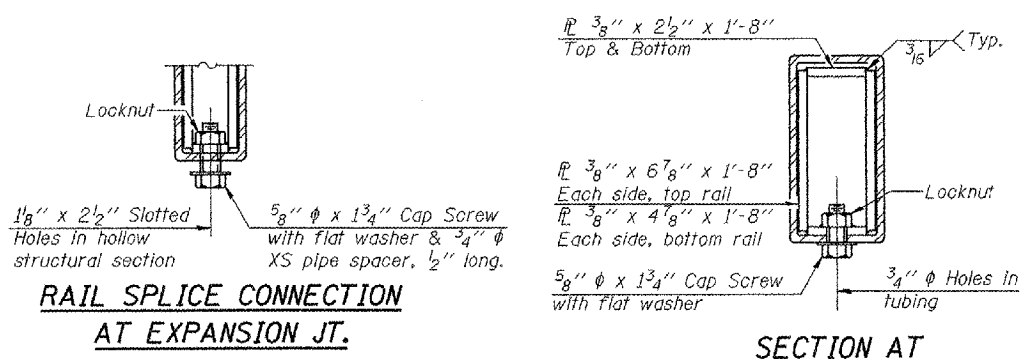 Locknut
1 1/8" x 2 1/2" Slotted
Holes in hollow
structural section
5/8" φ x 1 3/4" Cap Screw
with flat washer & 3/4" φ
XS pipe spacer, 1/2" long.
RAIL SPLICE CONNECTION
AT EXPANSION JT.
℄ 3/8" x 2 1/2" x 1'-8"
Top & Bottom
3/16
Typ.
℄ 3/8" x 6 7/8" x 1'-8"
Each side, top rail
℄ 3/8" x 4 7/8" x 1'-8"
Each side, bottom rail
Locknut
5/8" φ x 1 3/4" Cap Screw
with flat washer
3/4" φ Holes in
tubing
SECTION AT